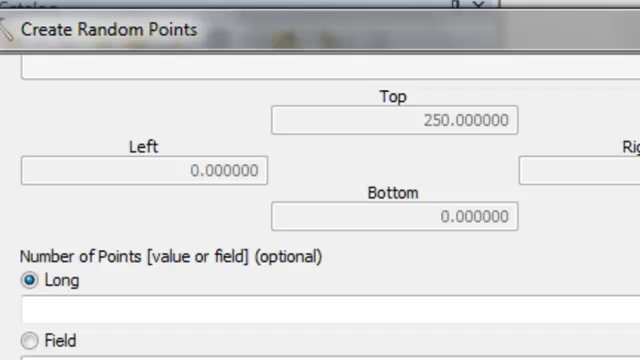 Create Random Points
Top
250.000000
Left
0.000000
Bottom
0.000000
Number of Points [value or field] (optional)
Long
Field